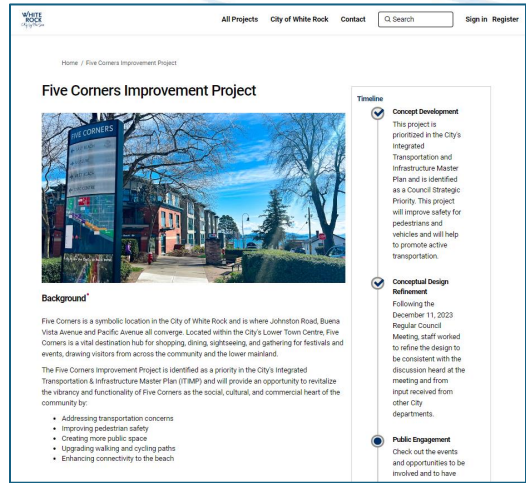 WHITE
ROCK
City by the Sea
All Projects City of White Rock Contact Search Sign in Register
Home / Five Corners Improvement Project
Five Corners Improvement Project
FIVE CORNERS
Background*
Five Corners is a symbolic location in the City of White Rock and is where Johnston Road, Buena
Vista Avenue and Pacific Avenue all converge. Located within the City's Lower Town Centre, Five
Corners is a vital destination hub for shopping, dining, sightseeing, and gathering for festivals and
events, drawing visitors from across the community and the lower mainland.
The Five Corners Improvement Project is identified as a priority in the City's Integrated
Transportation & Infrastructure Master Plan (ITIMP) and will provide an opportunity to revitalize
the vibrancy and functionality of Five Corners as the social, cultural, and commercial heart of the
community by:
• Addressing transportation concerns
• Improving pedestrian safety
• Creating more public space
• Upgrading walking and cycling paths
• Enhancing connectivity to the beach
Timeline
Concept Development
This project is
prioritized in the City's
Integrated
Transportation and
Infrastructure Master
Plan and is identified
as a Council Strategic
Priority. This project
will improve safety for
pedestrians and
vehicles and will help
to promote active
transportation.
Conceptual Design
Refinement
Following the
December 11, 2023
Regular Council
Meeting, staff worked
to refine the design to
be consistent with the
discussion heard at the
meeting and from
input received from
other City
departments.
Public Engagement
Check out the events
and opportunities to be
involved and to have